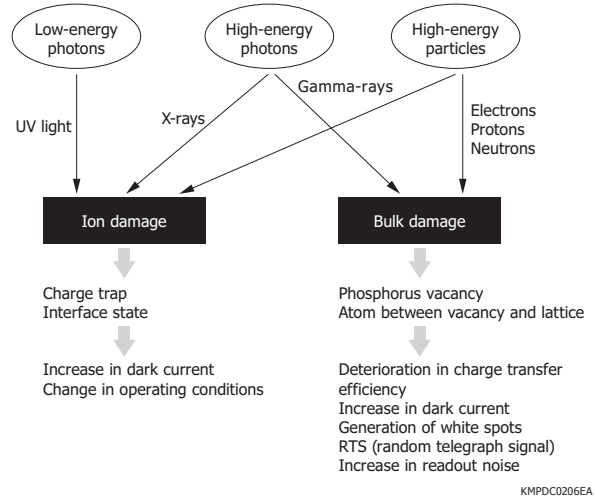 Low-energy
photons
High-energy
photons
High-energy
particles
UV light
X-rays
Gamma-rays
Electrons
Protons
Neutrons
Ion damage
Bulk damage
Charge trap
Interface state
Phosphorus vacancy
Atom between vacancy and lattice
Increase in dark current
Change in operating conditions
Deterioration in charge transfer
efficiency
Increase in dark current
Generation of white spots
RTS (random telegraph signal)
Increase in readout noise
KMPDC0206EA